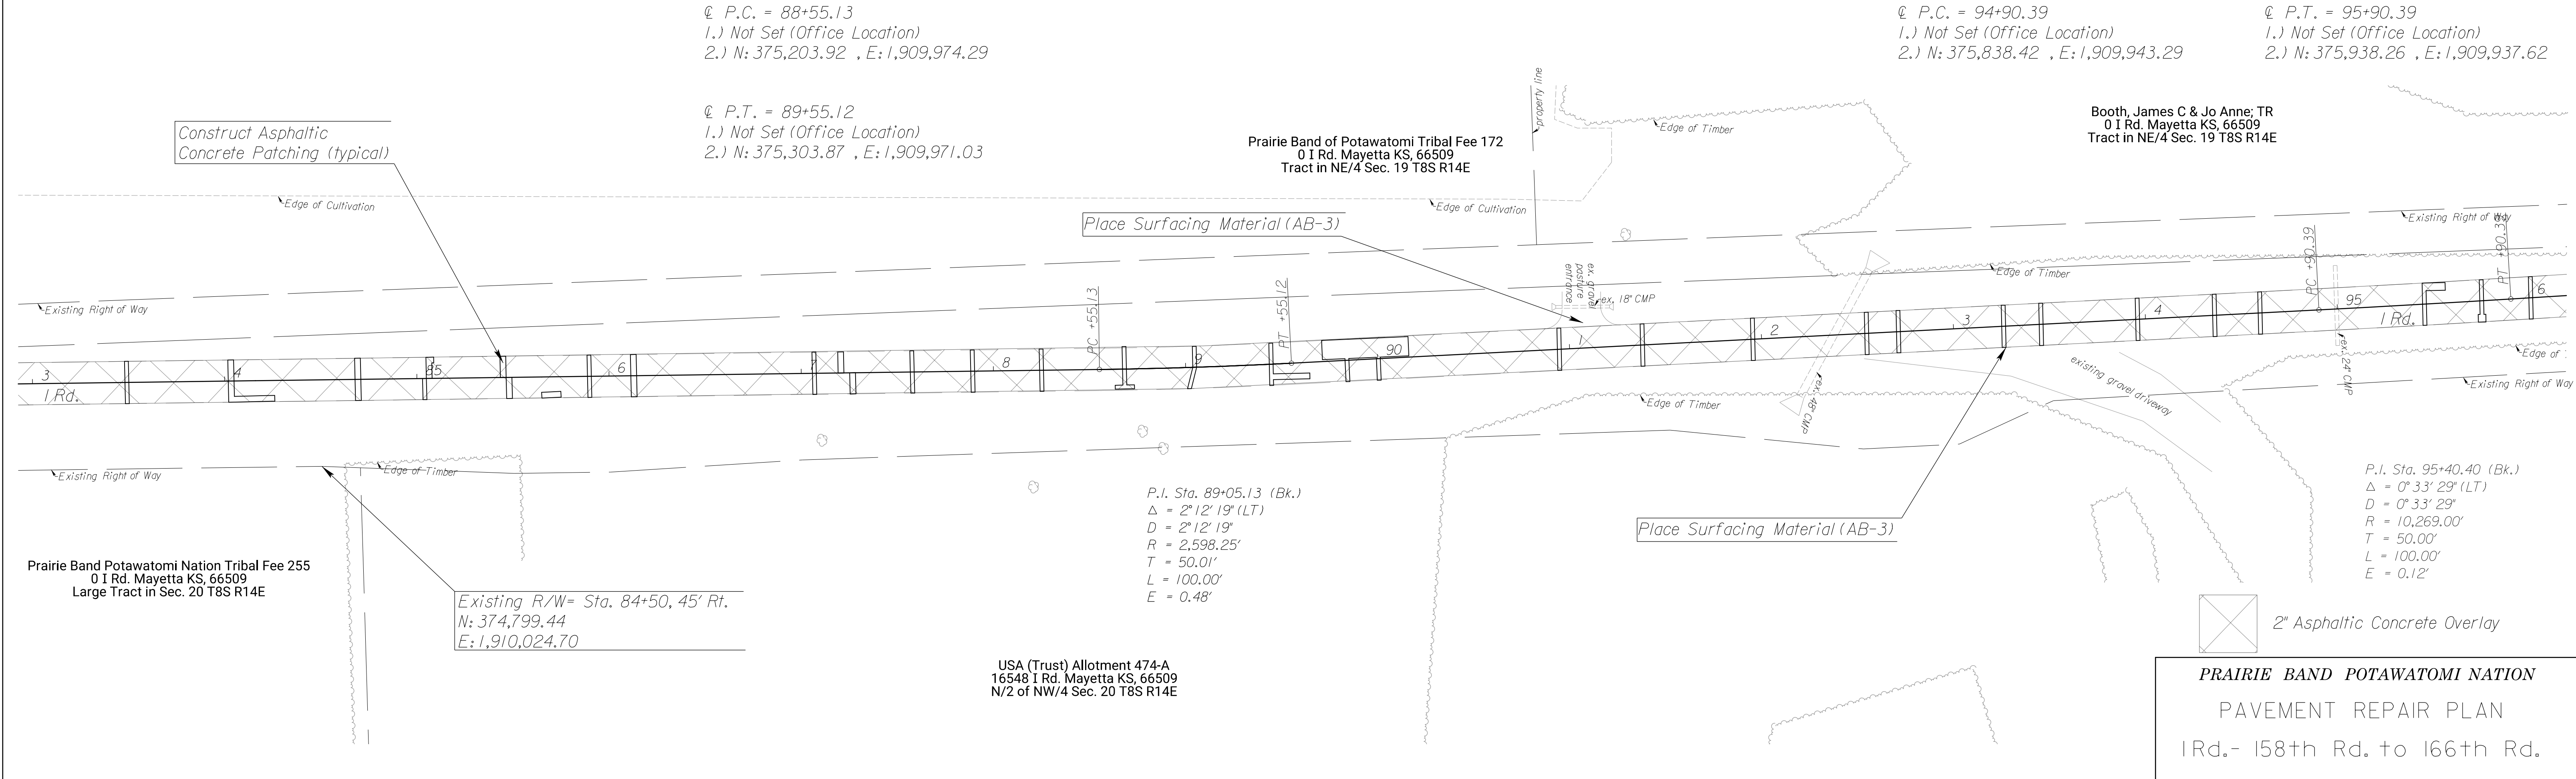 ℄ P.C. = 88+55.13
1.) Not Set (Office Location)
2.) N: 375,203.92 , E: 1,909,974.29
℄ P.T. = 89+55.12
1.) Not Set (Office Location)
2.) N: 375,303.87 , E: 1,909,971.03
℄ P.C. = 94+90.39
1.) Not Set (Office Location)
2.) N: 375,838.42 , E: 1,909,943.29
℄ P.T. = 95+90.39
1.) Not Set (Office Location)
2.) N: 375,938.26 , E: 1,909,937.62
Construct Asphaltic
Concrete Patching (typical)
Prairie Band of Potawatomi Tribal Fee 172
0 I Rd. Mayetta KS, 66509
Tract in NE/4 Sec. 19 T8S R14E
property line
Edge of Timber
Booth, James C & Jo Anne; TR
0 I Rd. Mayetta KS, 66509
Tract in NE/4 Sec. 19 T8S R14E
Edge of Cultivation
Edge of Cultivation
Place Surfacing Material (AB-3)
Existing Right of Way
Existing Right of Way
ex. gravel
pasture
entrance
ex. 18" CMP
Edge of Timber
PC +55.13
PT +55.12
PC +90.39
PT +90.39
3
4
85
6
7
8
9
90
1
2
3
4
95
6
I Rd.
I Rd.
ex. 48" CMP
existing gravel driveway
ex. 24" CMP
Edge of
Existing Right of Way
Edge of Timber
Existing Right of Way
Edge of Timber
P.I. Sta. 89+05.13 (Bk.)
△ = 2° 12' 19" (LT)
D = 2° 12' 19"
R = 2,598.25'
T = 50.01'
L = 100.00'
E = 0.48'
Place Surfacing Material (AB-3)
P.I. Sta. 95+40.40 (Bk.)
△ = 0° 33' 29" (LT)
D = 0° 33' 29"
R = 10,269.00'
T = 50.00'
L = 100.00'
E = 0.12'
Prairie Band Potawatomi Nation Tribal Fee 255
0 I Rd. Mayetta KS, 66509
Large Tract in Sec. 20 T8S R14E
Existing R/W= Sta. 84+50, 45' Rt.
N: 374,799.44
E: 1,910,024.70
USA (Trust) Allotment 474-A
16548 I Rd. Mayetta KS, 66509
N/2 of NW/4 Sec. 20 T8S R14E
2" Asphaltic Concrete Overlay
PRAIRIE BAND POTAWATOMI NATION
PAVEMENT REPAIR PLAN
I Rd.- 158th Rd. to 166th Rd.